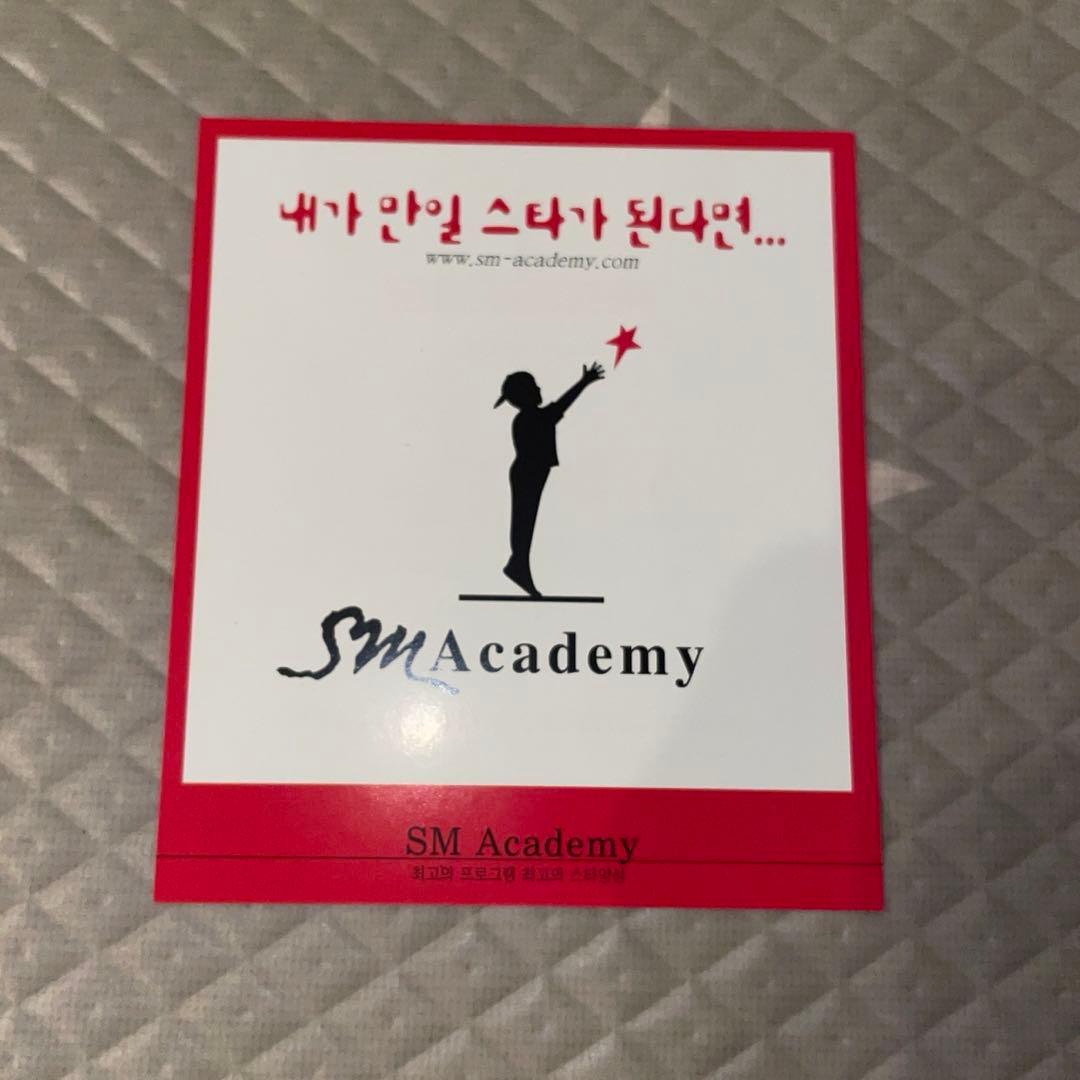 내가 만일 스타가 된다면...
www.sm-academy.com
SM Academy
SM Academy
최고의 프로그램 최고의 스타양성